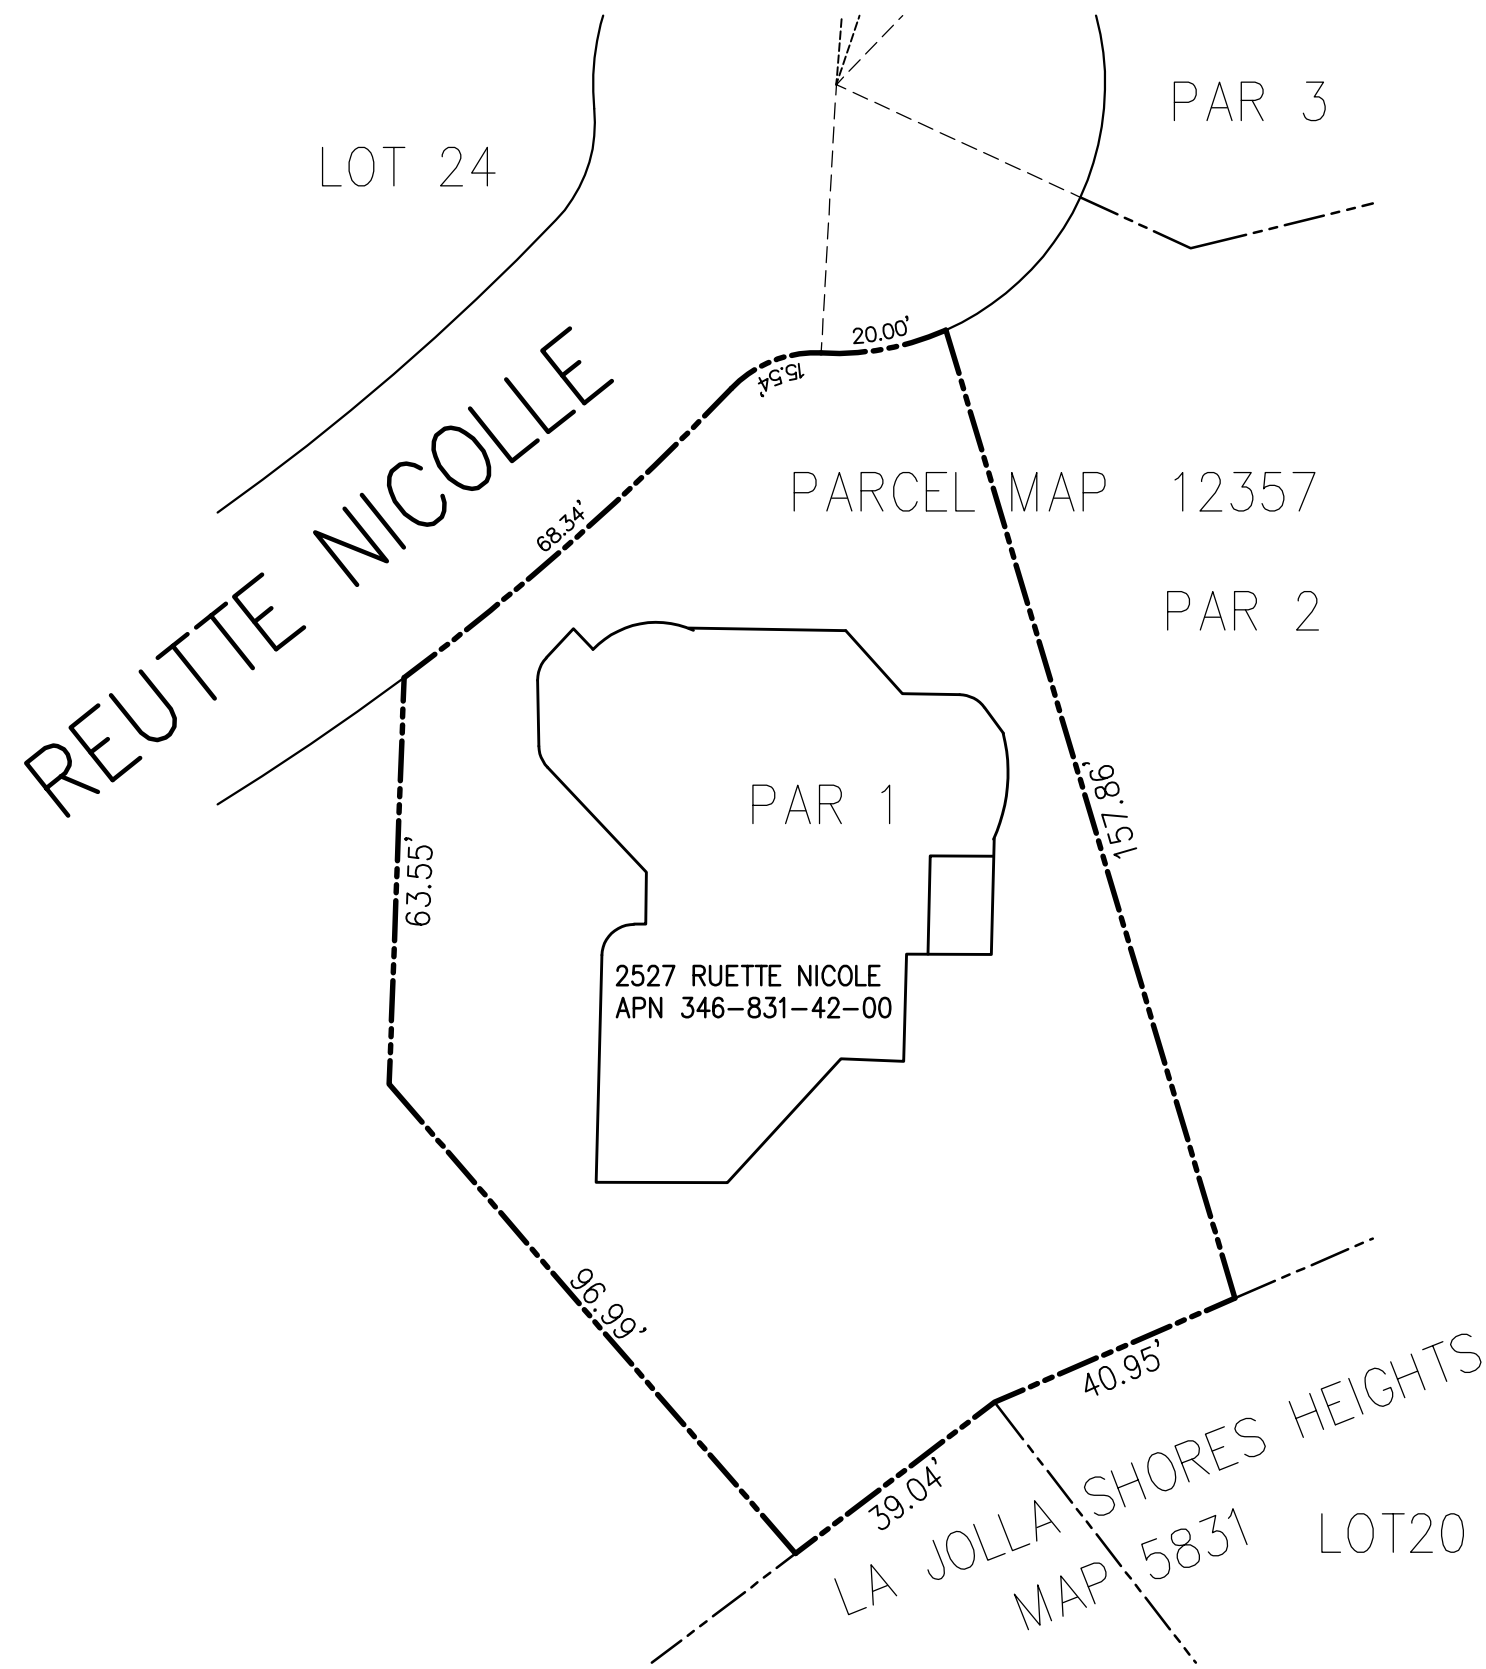 PAR 3
LOT 24
20.00'
15.54'
REUTTE NICOLLE
PARCEL MAP 12357
68.34'
PAR 2
PAR 1
157.86'
63.55'
2527 RUETTE NICOLE
APN 346-831-42-00
96.99'
40.95'
39.04'
LA JOLLA SHORES HEIGHTS
MAP 5831
LOT20